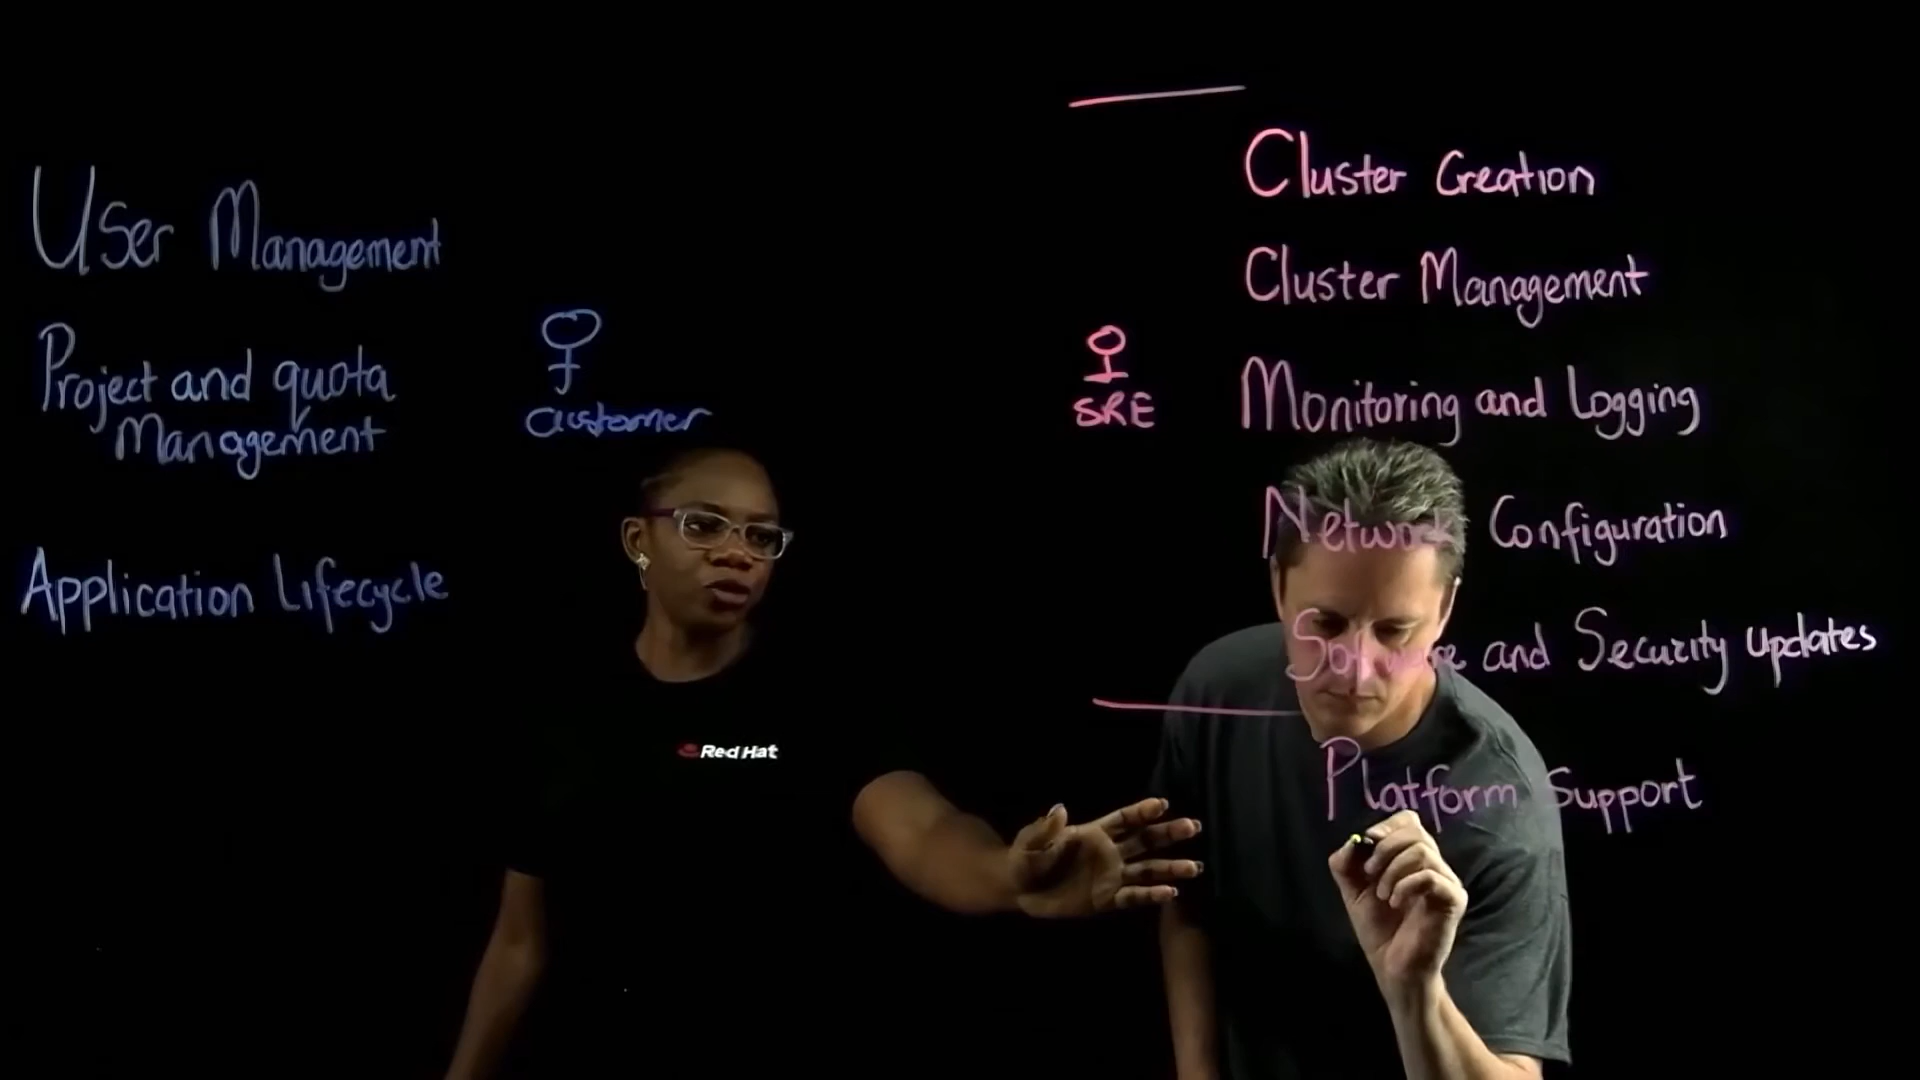 User Management
Project and quota
Management
Application Lifecycle
Customer
SRE
Cluster Creation
Cluster Management
Monitoring and Logging
Network Configuration
Software and Security updates
Platform Support
Red Hat